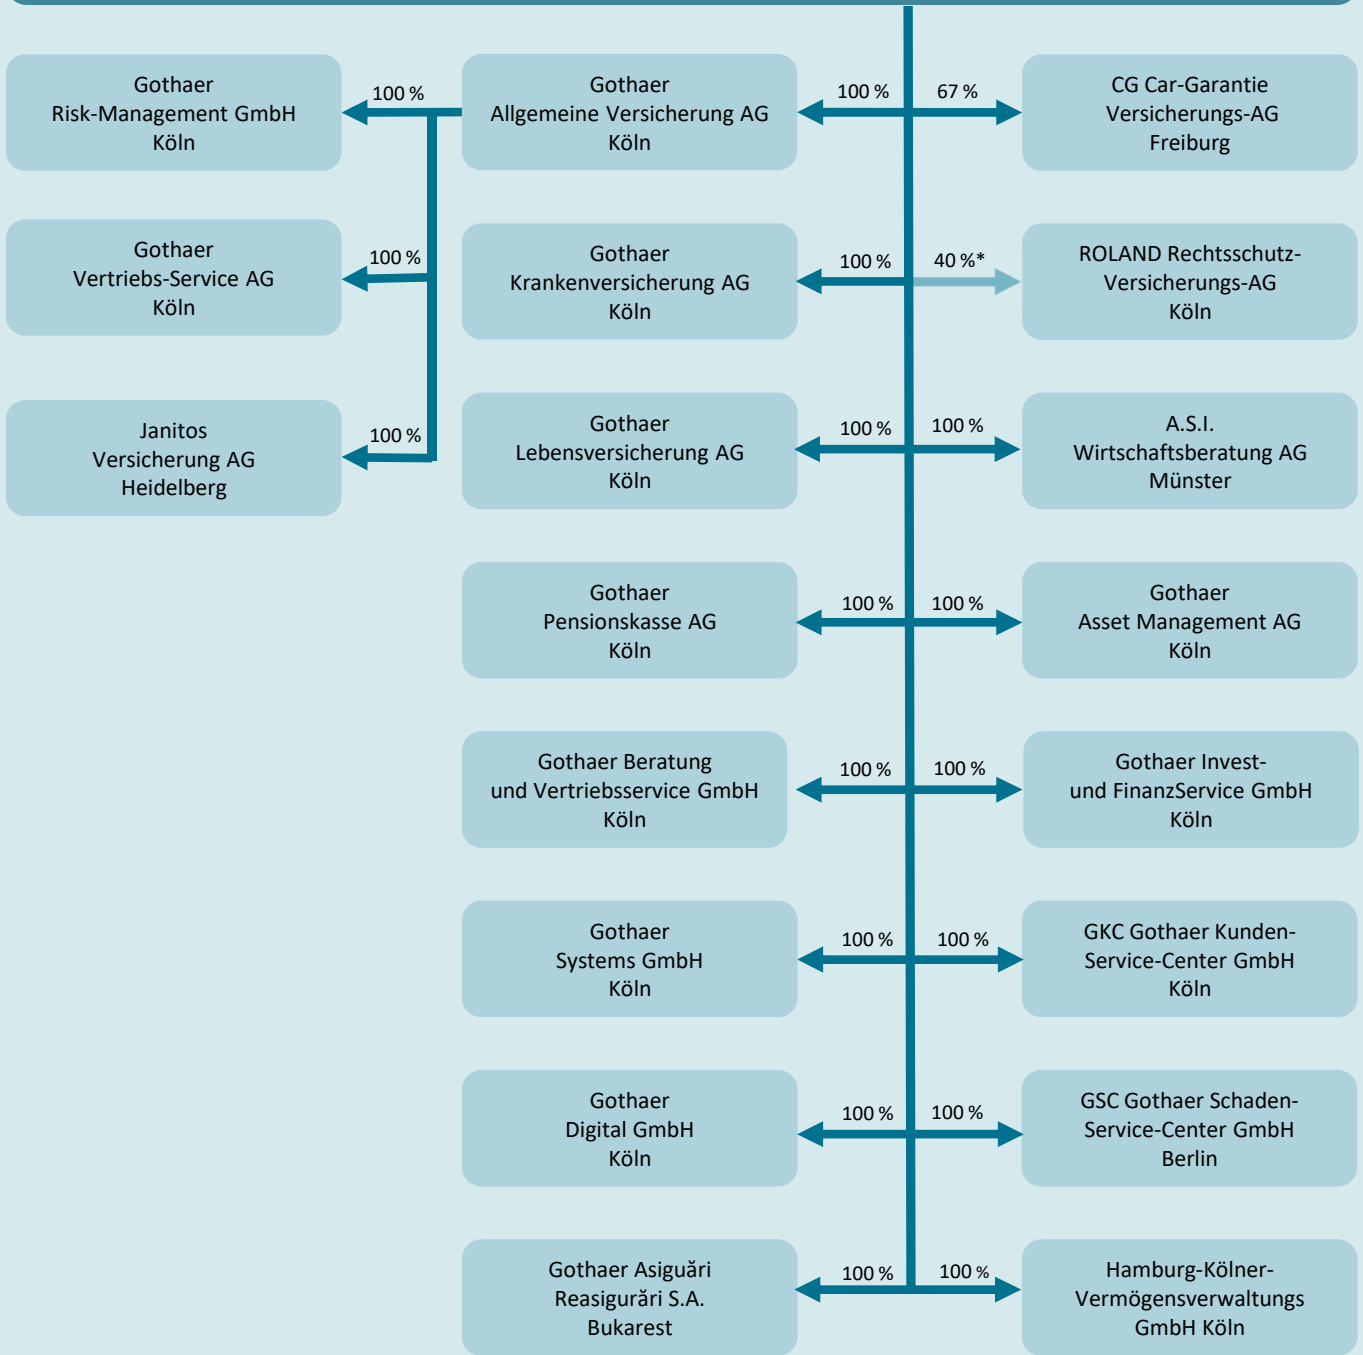 Gothaer
Risk-Management GmbH
Köln
100 %
Gothaer
Allgemeine Versicherung AG
Köln
100 %
67 %
CG Car-Garantie
Versicherungs-AG
Freiburg
Gothaer
Vertriebs-Service AG
Köln
100 %
Gothaer
Krankenversicherung AG
Köln
100 %
40 %*
ROLAND Rechtsschutz-
Versicherungs-AG
Köln
Janitos
Versicherung AG
Heidelberg
100 %
Gothaer
Lebensversicherung AG
Köln
100 %
100 %
A.S.I.
Wirtschaftsberatung AG
Münster
Gothaer
Pensionskasse AG
Köln
100 %
100 %
Gothaer
Asset Management AG
Köln
Gothaer Beratung
und Vertriebsservice GmbH
Köln
100 %
100 %
Gothaer Invest-
und FinanzService GmbH
Köln
Gothaer
Systems GmbH
Köln
100 %
100 %
GKC Gothaer Kunden-
Service-Center GmbH
Köln
Gothaer
Digital GmbH
Köln
100 %
100 %
GSC Gothaer Schaden-
Service-Center GmbH
Berlin
Gothaer Asiguări
Reasigurări S.A.
Bukarest
100 %
100 %
Hamburg-Kölner-
Vermögensverwaltungs
GmbH Köln